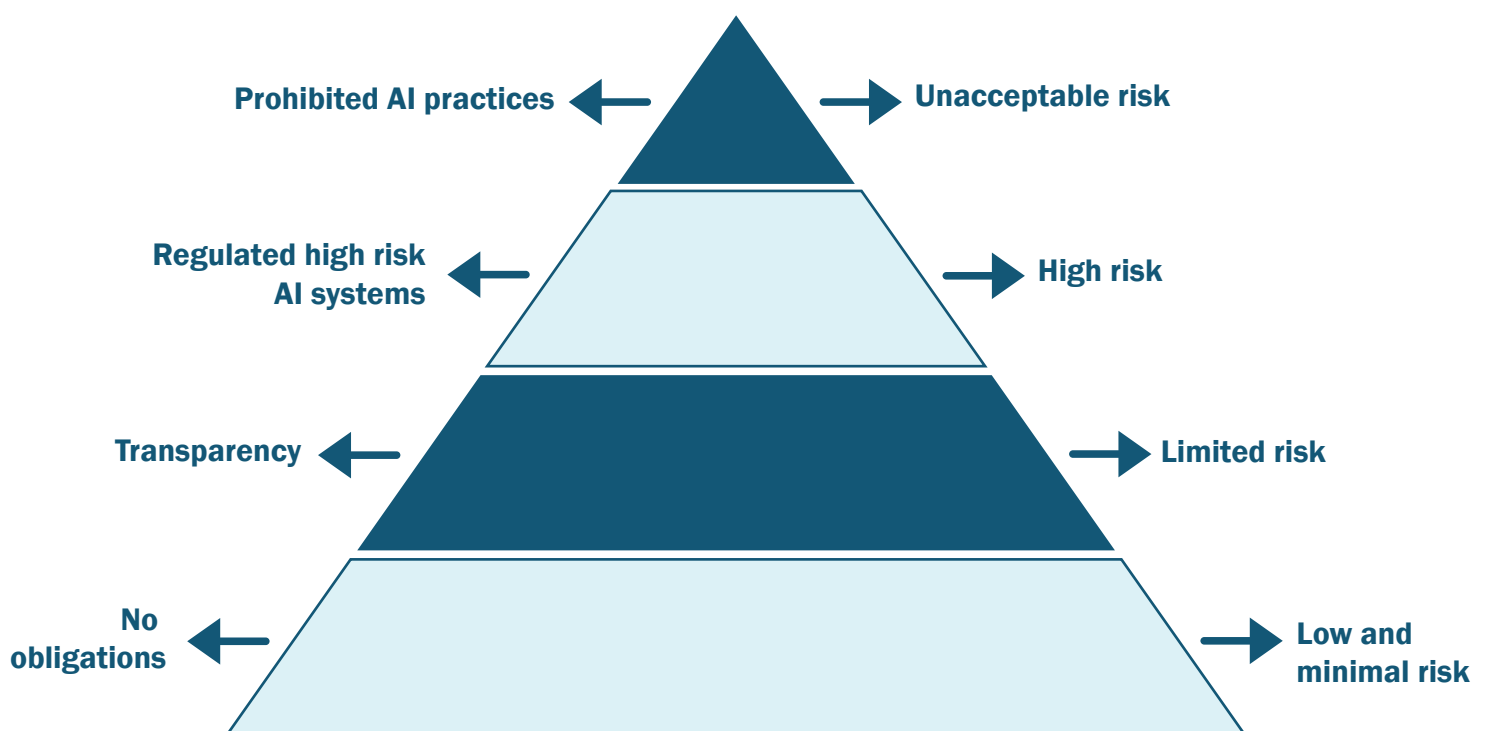 Prohibited AI practices
Unacceptable risk
Regulated high risk
AI systems
High risk
Transparency
Limited risk
No
obligations
Low and
minimal risk